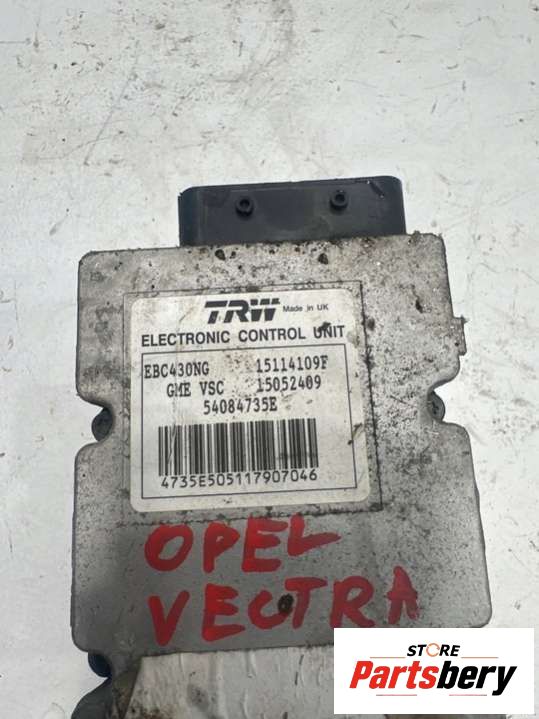 TRW Made in UK
ELECTRONIC CONTROL UNIT
EBC430NG 15114109F
GME VSC 15052409
54084735E
4735E505117907046
OPEL
VECTRA
STORE
Partsbery